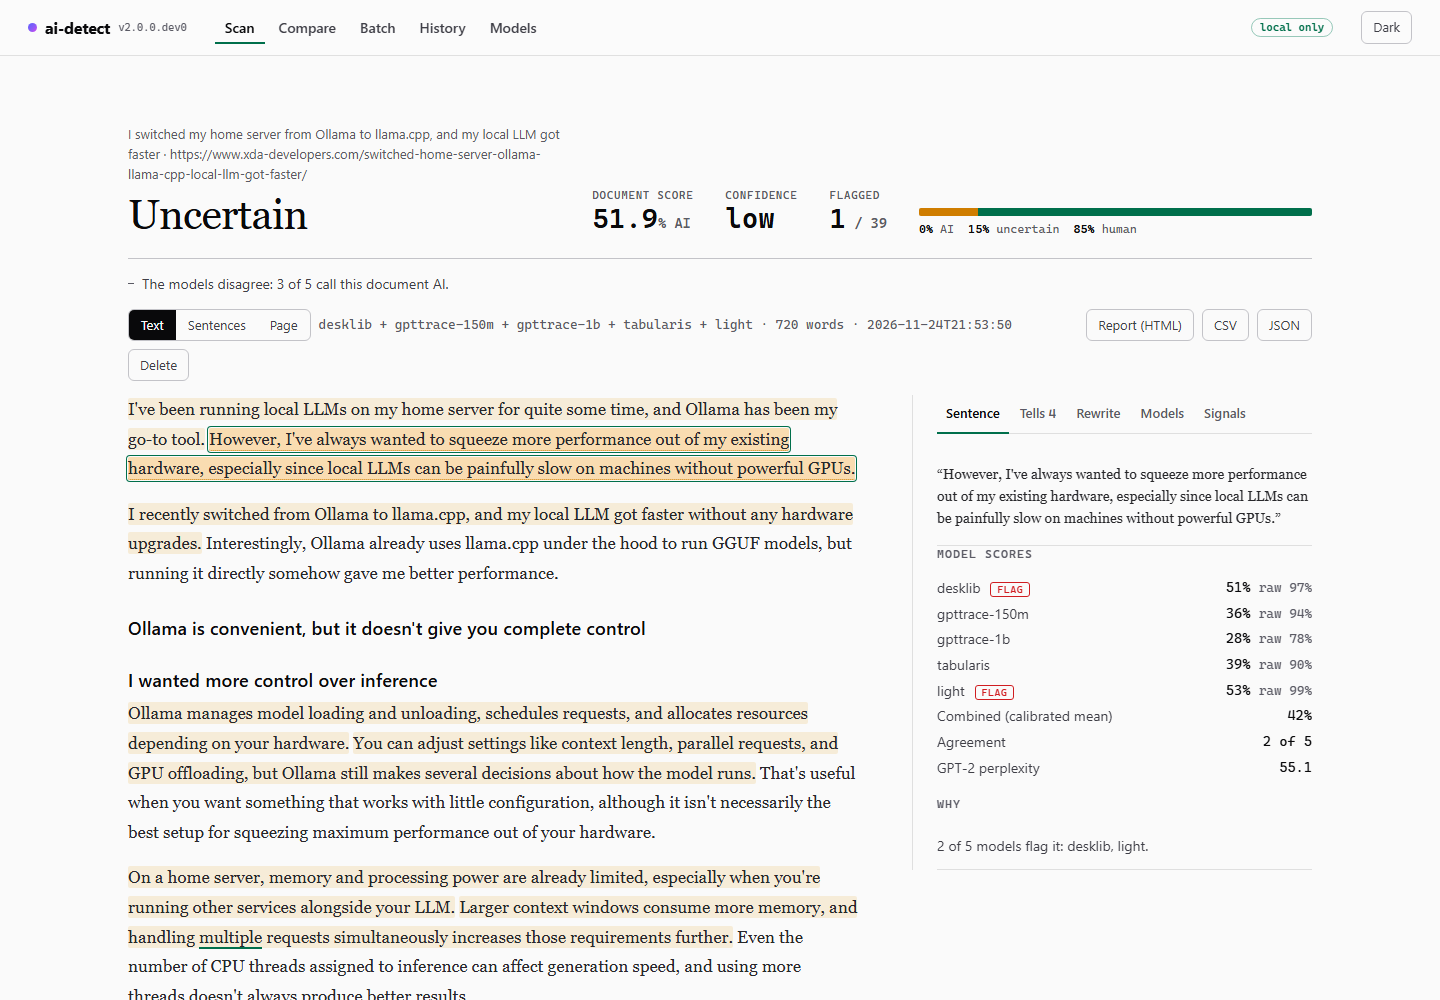 ai-detect v2.0.0.dev0 Scan Compare Batch History Models local only Dark
I switched my home server from Ollama to llama.cpp, and my local LLM got
faster · https://www.xda-developers.com/switched-home-server-ollama-
llama-cpp-local-llm-got-faster/
Uncertain
DOCUMENT SCORE CONFIDENCE FLAGGED
51.9% AI low 1 / 39
0% AI 15% uncertain 85% human
– The models disagree: 3 of 5 call this document AI.
Text Sentences Page desklib + gpttrace-150m + gpttrace-1b + tabularis + light · 720 words · 2026-11-24T21:53:50 Report (HTML) CSV JSON
Delete
I've been running local LLMs on my home server for quite some time, and Ollama has been my
go-to tool. However, I've always wanted to squeeze more performance out of my existing
hardware, especially since local LLMs can be painfully slow on machines without powerful GPUs.
I recently switched from Ollama to llama.cpp, and my local LLM got faster without any hardware
upgrades. Interestingly, Ollama already uses llama.cpp under the hood to run GGUF models, but
running it directly somehow gave me better performance.
Ollama is convenient, but it doesn't give you complete control
I wanted more control over inference
Ollama manages model loading and unloading, schedules requests, and allocates resources
depending on your hardware. You can adjust settings like context length, parallel requests, and
GPU offloading, but Ollama still makes several decisions about how the model runs. That's useful
when you want something that works with little configuration, although it isn't necessarily the
best setup for squeezing maximum performance out of your hardware.
On a home server, memory and processing power are already limited, especially when you're
running other services alongside your LLM. Larger context windows consume more memory, and
handling multiple requests simultaneously increases those requirements further. Even the
number of CPU threads assigned to inference can affect generation speed, and using more
threads doesn't always produce better results.
Sentence Tells 4 Rewrite Models Signals
“However, I've always wanted to squeeze more performance
out of my existing hardware, especially since local LLMs can
be painfully slow on machines without powerful GPUs.”
MODEL SCORES
desklib FLAG 51% raw 97%
gpttrace-150m 36% raw 94%
gpttrace-1b 28% raw 78%
tabularis 39% raw 90%
light FLAG 53% raw 99%
Combined (calibrated mean) 42%
Agreement 2 of 5
GPT-2 perplexity 55.1
WHY
2 of 5 models flag it: desklib, light.